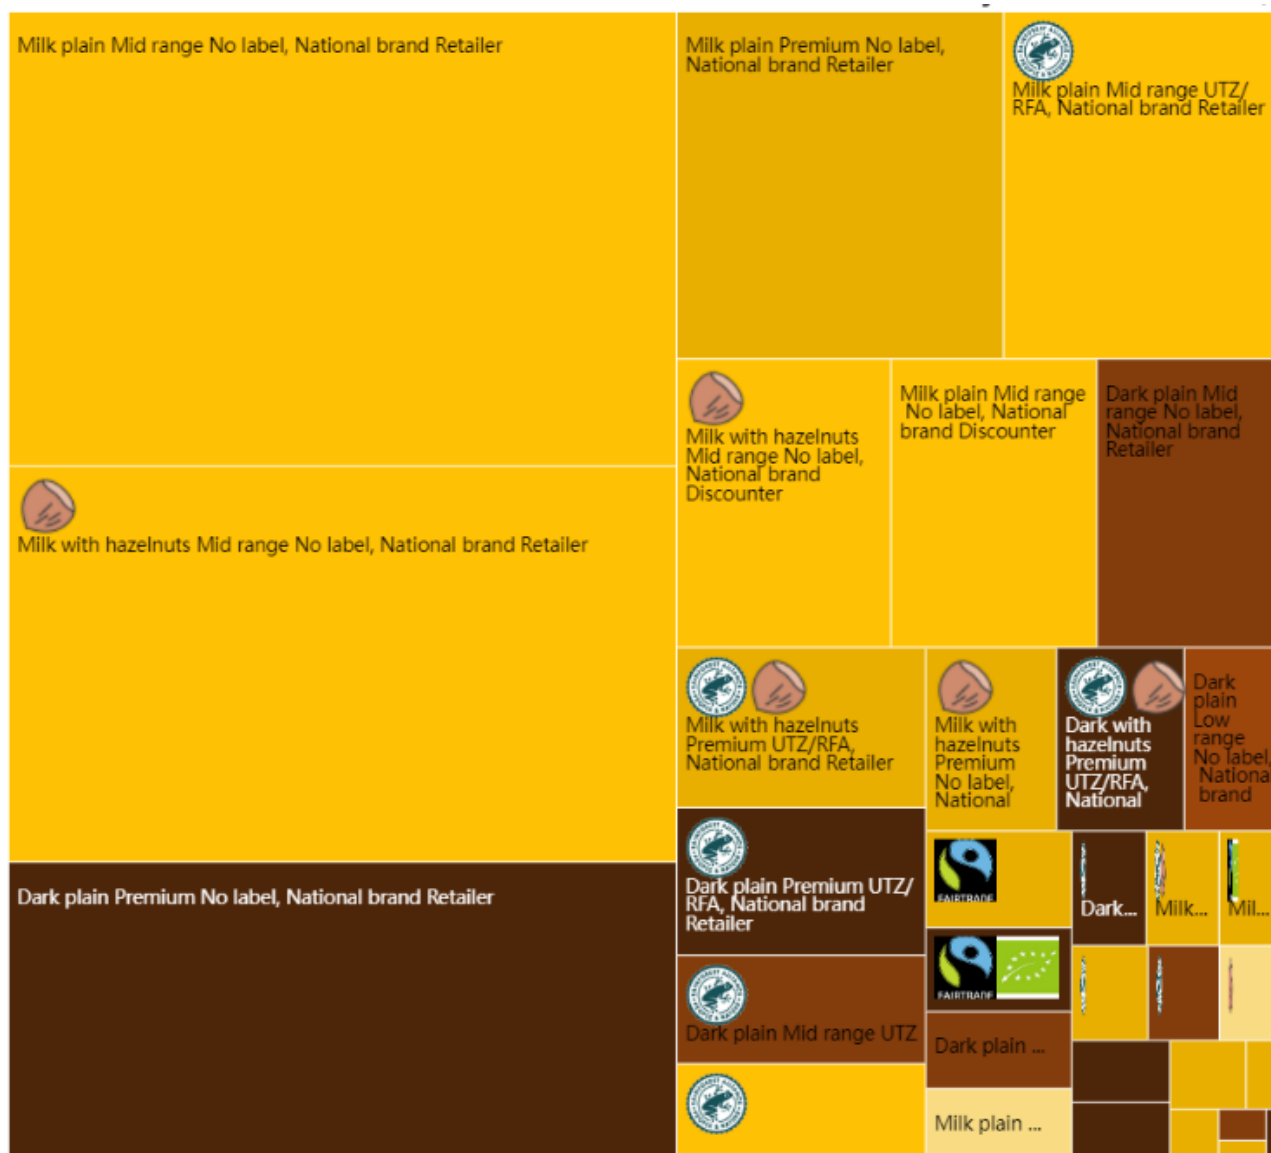 Milk plain Mid range No label, National brand Retailer
Milk plain Premium No label,
National brand Retailer
Milk plain Mid range UTZ/
RFA, National brand Retailer
Milk with hazelnuts
Mid range No label,
National brand
Discounter
Milk plain Mid range
No label, National
brand Discounter
Dark plain Mid
range No label,
National brand
Retailer
Milk with hazelnuts Mid range No label, National brand Retailer
Milk with hazelnuts
Premium UTZ/RFA,
National brand Retailer
Milk with
hazelnuts
Premium
No label,
National
Dark with
hazelnuts
Premium
UTZ/RFA,
National
Dark
plain
Low
range
No label,
Nationa
brand
Dark plain Premium No label, National brand Retailer
Dark plain Premium UTZ/
RFA, National brand
Retailer
FAIRTRADE
Dark...
Milk...
Mil...
FAIRTRADE
Dark plain Mid range UTZ
Dark plain ...
Milk plain ...